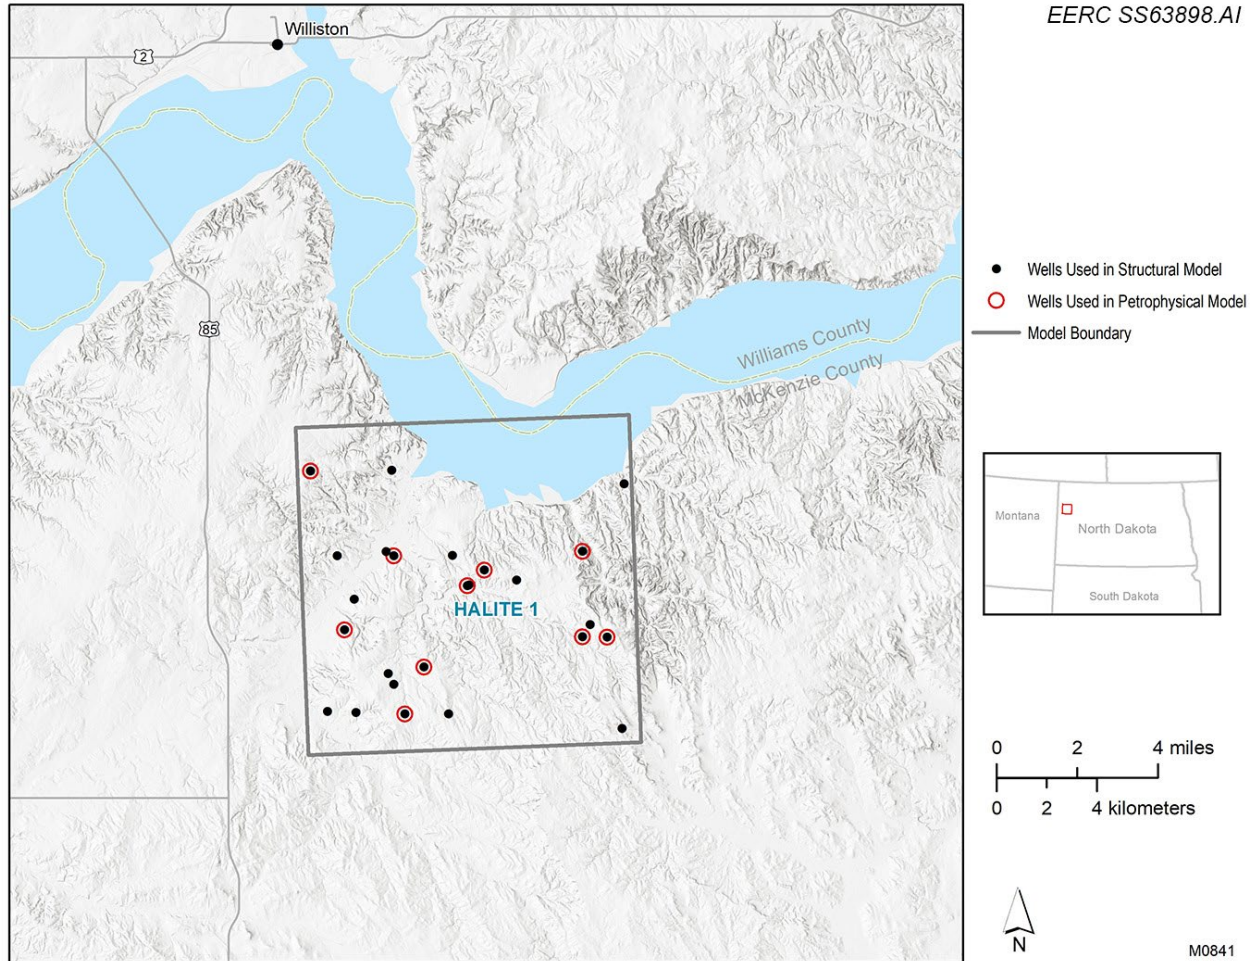 EERC SS63898.AI
Williston
2
85
Williams County
McKenzie County
HALITE 1
Wells Used in Structural Model
Wells Used in Petrophysical Model
Model Boundary
Montana
North Dakota
South Dakota
0 2 4 miles
0 2 4 kilometers
N
M0841